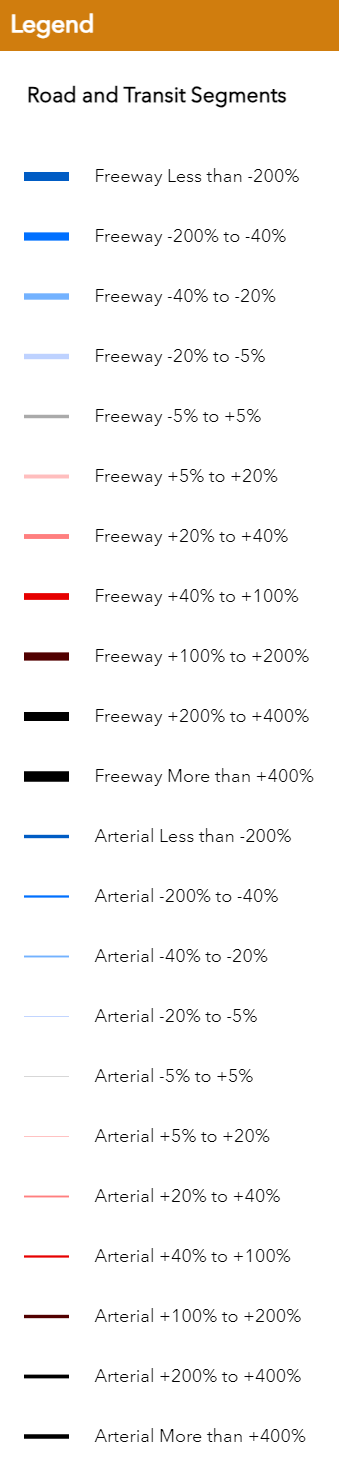 Legend
Road and Transit Segments
Freeway Less than -200%
Freeway -200% to -40%
Freeway -40% to -20%
Freeway -20% to -5%
Freeway -5% to +5%
Freeway +5% to +20%
Freeway +20% to +40%
Freeway +40% to +100%
Freeway +100% to +200%
Freeway +200% to +400%
Freeway More than +400%
Arterial Less than -200%
Arterial -200% to -40%
Arterial -40% to -20%
Arterial -20% to -5%
Arterial -5% to +5%
Arterial +5% to +20%
Arterial +20% to +40%
Arterial +40% to +100%
Arterial +100% to +200%
Arterial +200% to +400%
Arterial More than +400%